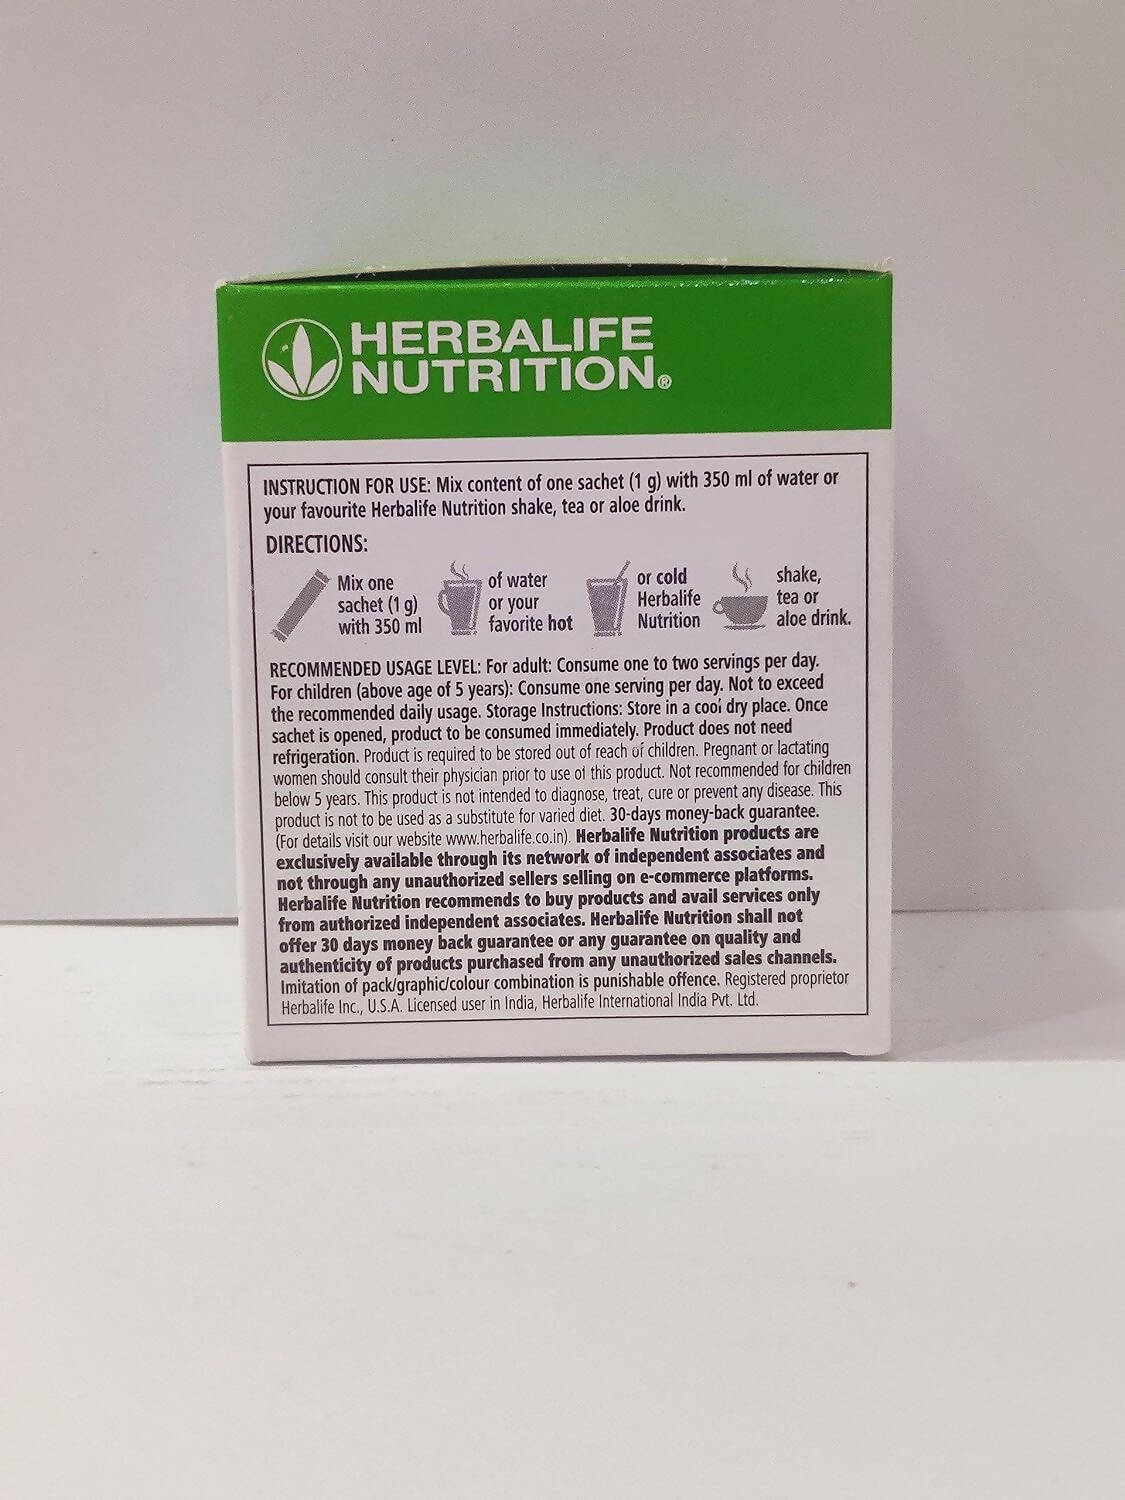 HERBALIFE
NUTRITION®
INSTRUCTION FOR USE: Mix content of one sachet (1 g) with 350 ml of water or
your favourite Herbalife Nutrition shake, tea or aloe drink.
DIRECTIONS:
Mix one
sachet (1 g)
with 350 ml
of water
or your
favorite hot
or cold
Herbalife
Nutrition
shake,
tea or
aloe drink.
RECOMMENDED USAGE LEVEL: For adult: Consume one to two servings per day.
For children (above age of 5 years): Consume one serving per day. Not to exceed
the recommended daily usage. Storage Instructions: Store in a cool dry place. Once
sachet is opened, product to be consumed immediately. Product does not need
refrigeration. Product is required to be stored out of reach of children. Pregnant or lactating
women should consult their physician prior to use of this product. Not recommended for children
below 5 years. This product is not intended to diagnose, treat, cure or prevent any disease. This
product is not to be used as a substitute for varied diet. 30-days money-back guarantee.
(For details visit our website www.herbalife.co.in). Herbalife Nutrition products are
exclusively available through its network of independent associates and
not through any unauthorized sellers selling on e-commerce platforms.
Herbalife Nutrition recommends to buy products and avail services only
from authorized independent associates. Herbalife Nutrition shall not
offer 30 days money back guarantee or any guarantee on quality and
authenticity of products purchased from any unauthorized sales channels.
Imitation of pack/graphic/colour combination is punishable offence. Registered proprietor
Herbalife Inc., U.S.A. Licensed user in India, Herbalife International India Pvt. Ltd.